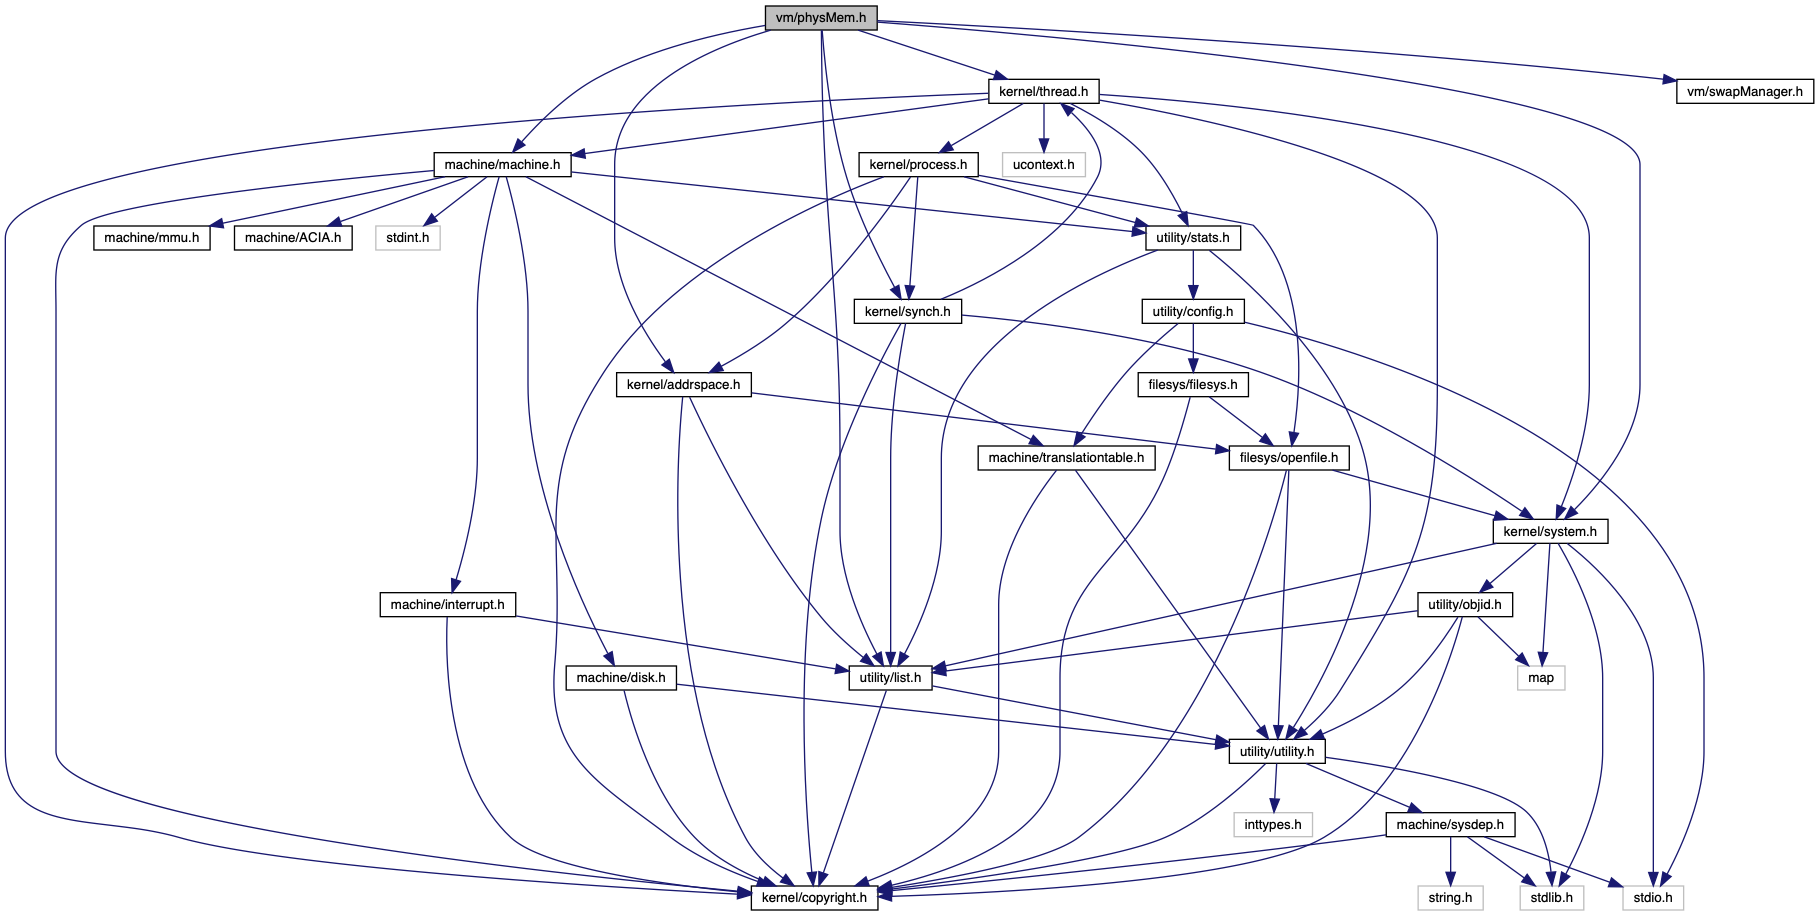 vm/physMem.h
kernel/thread.h
vm/swapManager.h
machine/machine.h
kernel/process.h
ucontext.h
machine/mmu.h
machine/ACIA.h
stdint.h
utility/stats.h
kernel/synch.h
utility/config.h
kernel/addrspace.h
filesys/filesys.h
machine/translationtable.h
filesys/openfile.h
kernel/system.h
machine/interrupt.h
utility/objid.h
machine/disk.h
utility/list.h
map
utility/utility.h
inttypes.h
machine/sysdep.h
kernel/copyright.h
string.h
stdlib.h
stdio.h